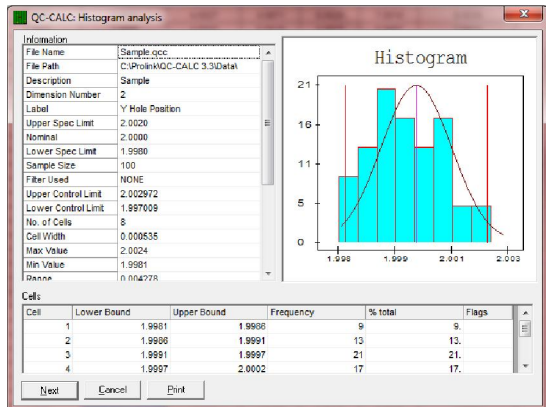 QC-CALC: Histogram analysis
Information
File Name Sample.qcc
File Path C:\Prolink\QC-CALC 3.3\Data\
Description Sample
Dimension Number 2
Label Y Hole Position
Upper Spec Limit 2.0020
Nominal 2.0000
Lower Spec Limit 1.9980
Sample Size 100
Filter Used NONE
Upper Control Limit 2.002972
Lower Control Limit 1.997009
No. of Cells 8
Cell Width 0.000535
Max Value 2.0024
Min Value 1.9981
Range 0.004278
Histogram
21
16
11
5
0
1.998 1.999 2.001 2.003
Cells
Cell Lower Bound Upper Bound Frequency % total Flags
1 1.9981 1.9986 9 9.
2 1.9986 1.9991 13 13.
3 1.9991 1.9997 21 21.
4 1.9997 2.0002 17 17.
Next Cancel Print